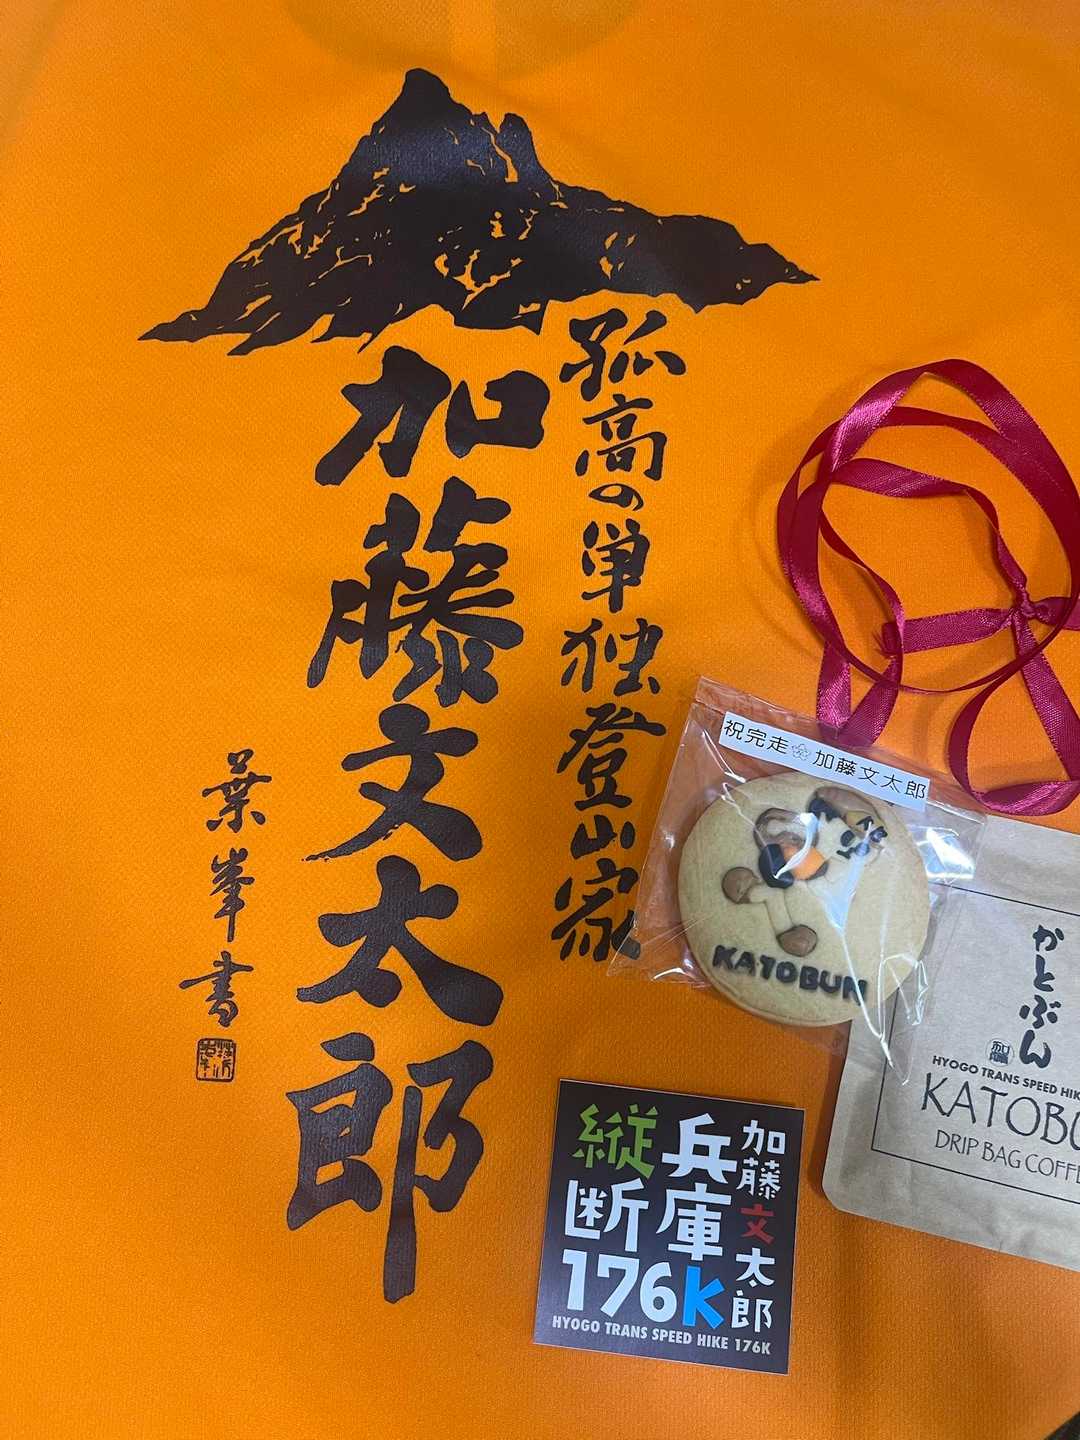 孤高の単独登山家
加藤文太郎
葉峯書
祝完走 加藤文太郎
KATOBUN
かとぶん
HYOGO TRANS SPEED HIK
KATOBU
DRIP BAG COFFE
加藤文太郎
兵庫
縦断
176K
HYOGO TRANS SPEED HIKE 176K